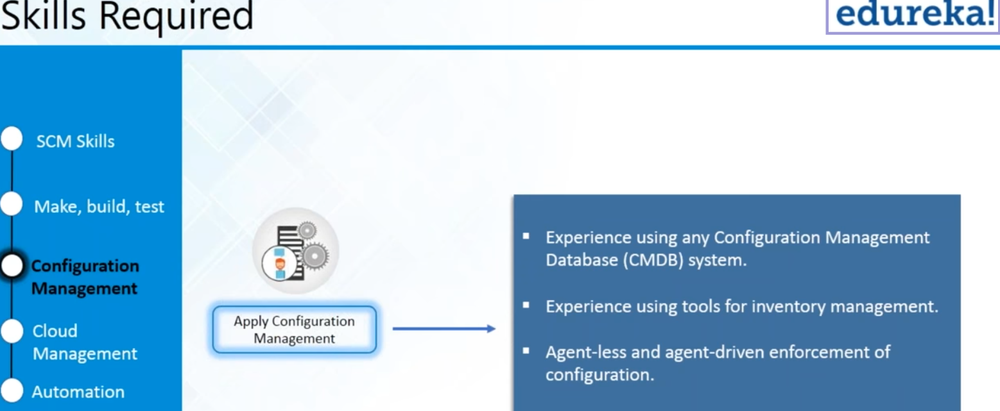 Skills Required
edureka!
SCM Skills
Make, build, test
Configuration
Management
Cloud
Management
Automation
Apply Configuration
Management
▪ Experience using any Configuration Management
Database (CMDB) system.
▪ Experience using tools for inventory management.
▪ Agent-less and agent-driven enforcement of
configuration.